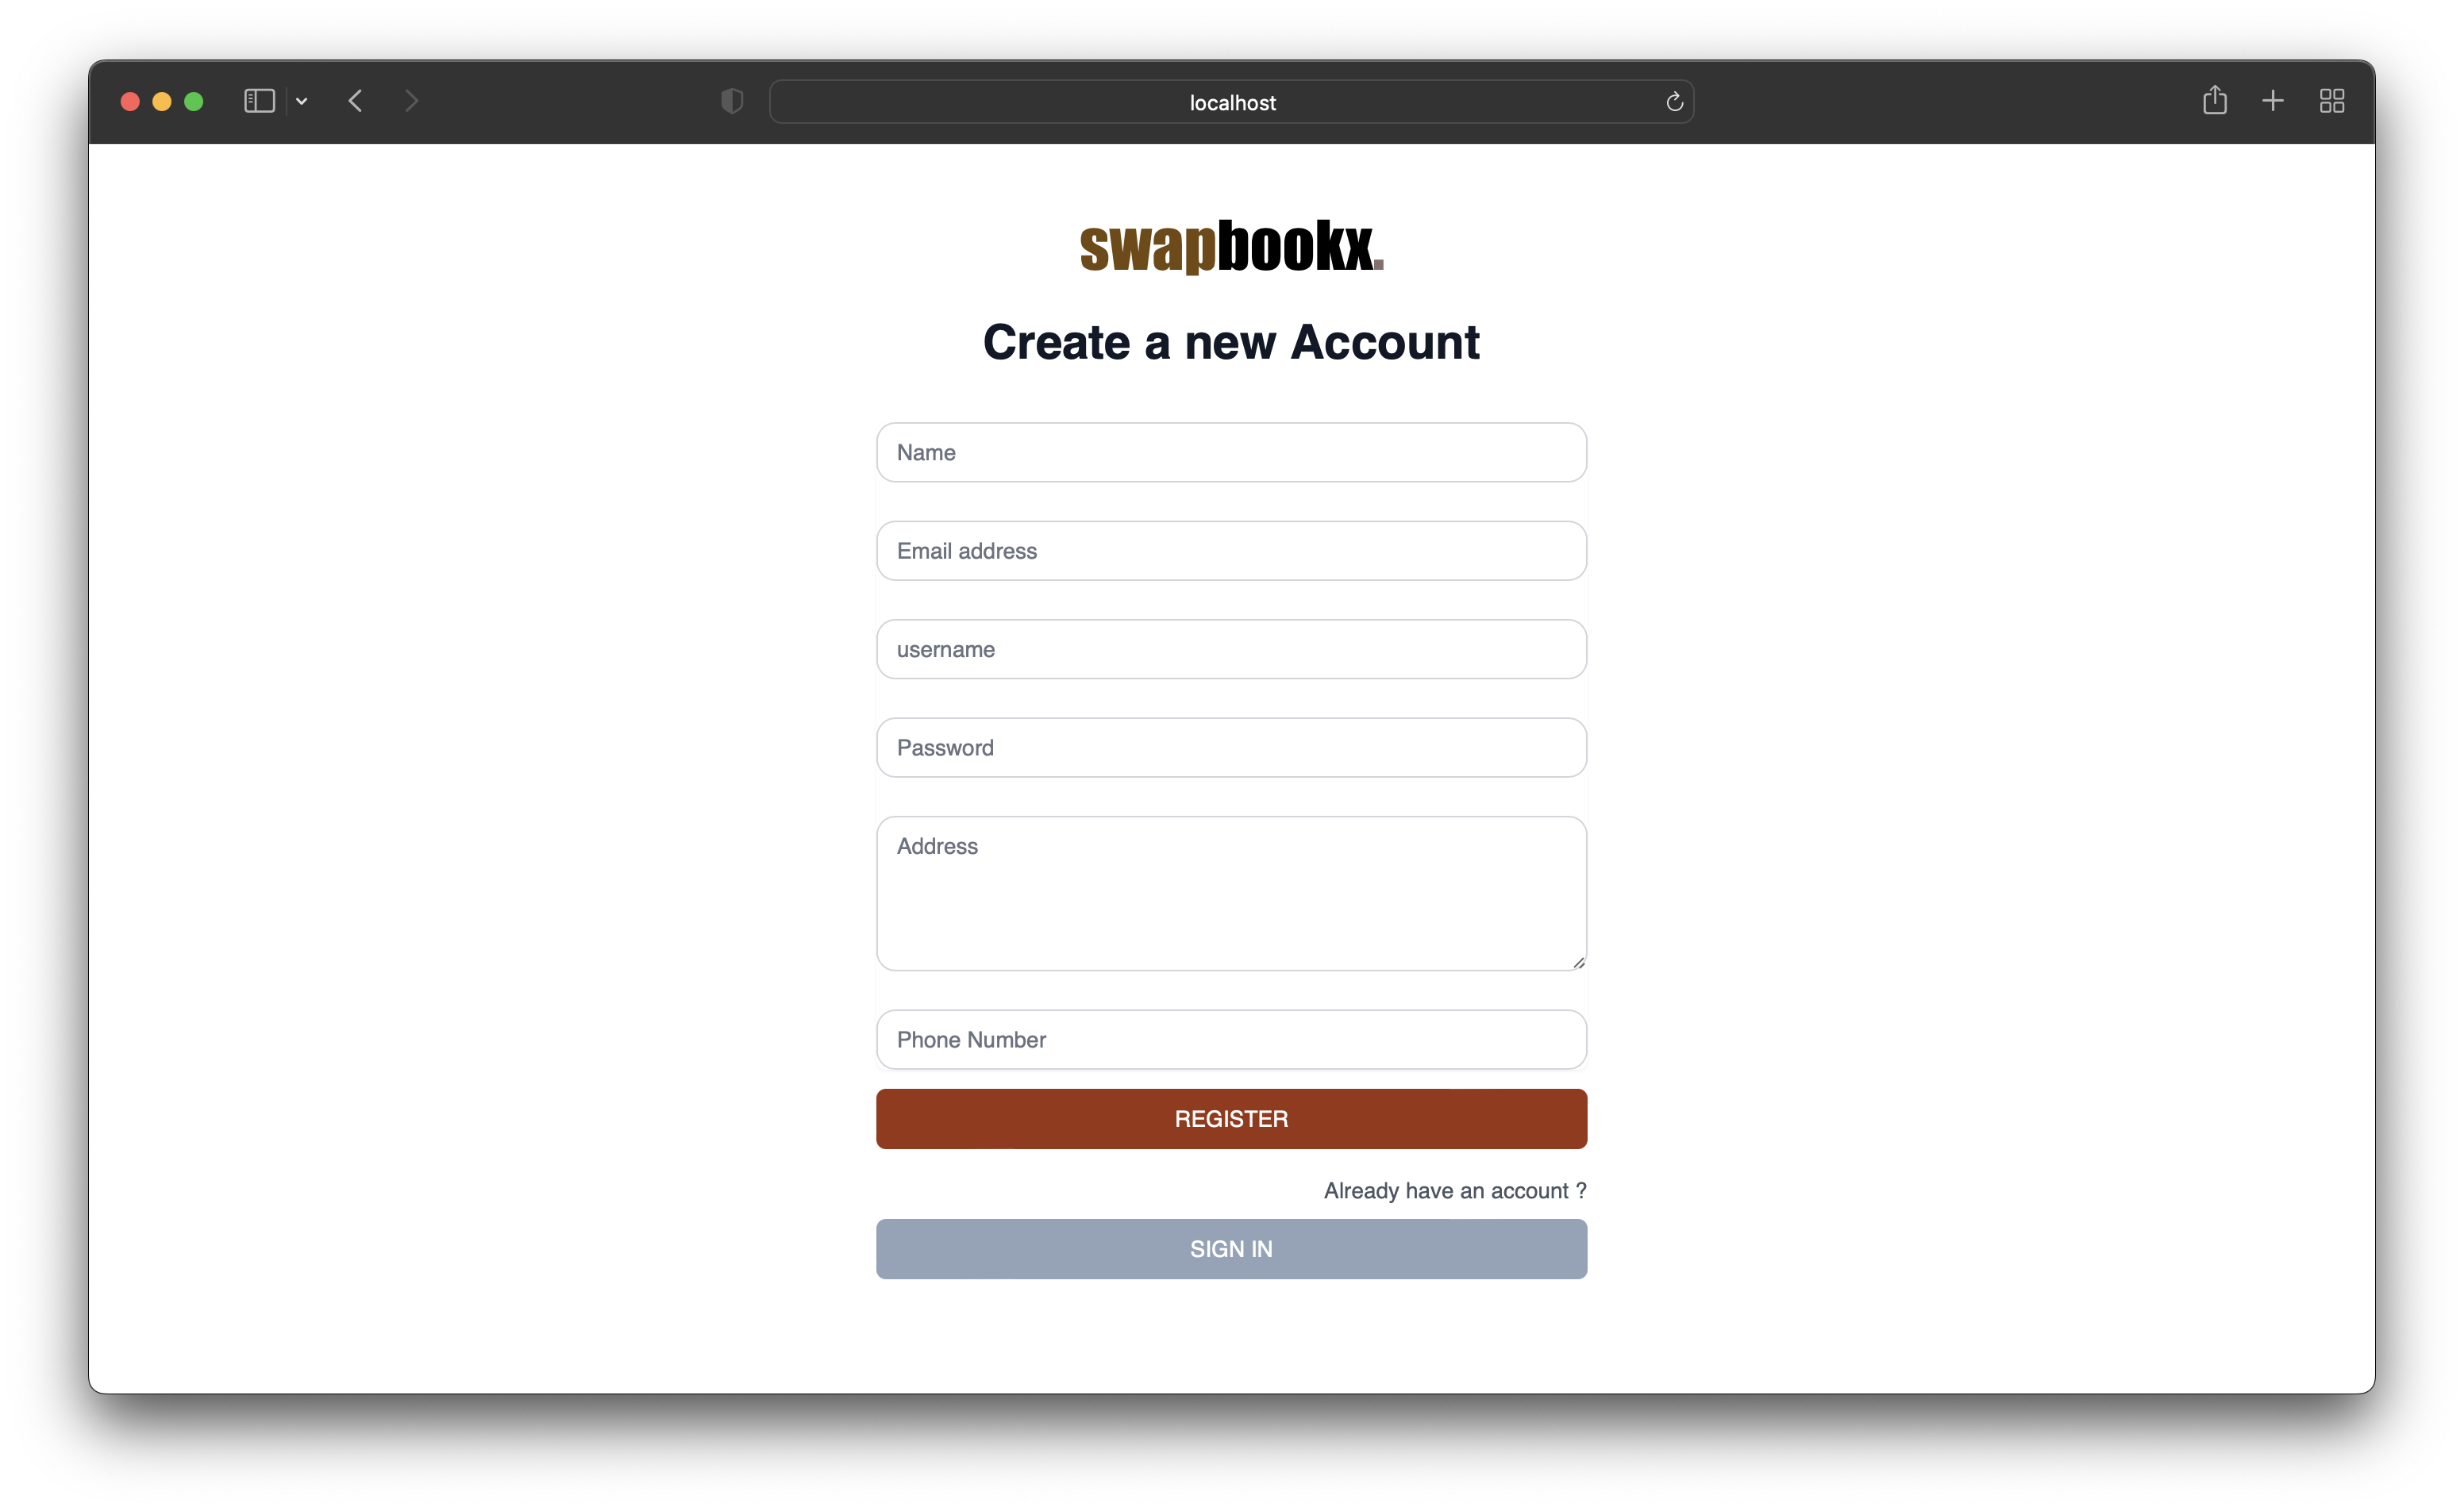 localhost
swapbookx.
Create a new Account
Name
Email address
username
Password
Address
Phone Number
REGISTER
Already have an account ?
SIGN IN